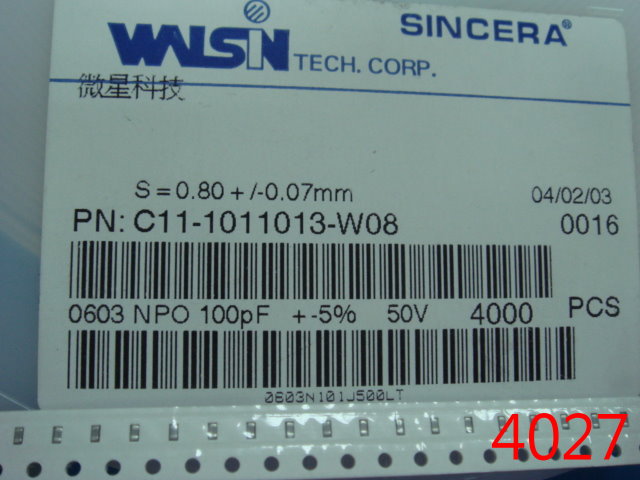 WALSIN TECH. CORP.
SINCERA®
微星科技
S = 0.80 + /-0.07mm
04/02/03
PN: C11-1011013-W08
0016
0603 NPO 100pF + -5% 50V 4000 PCS
0603N101J500LT
4027